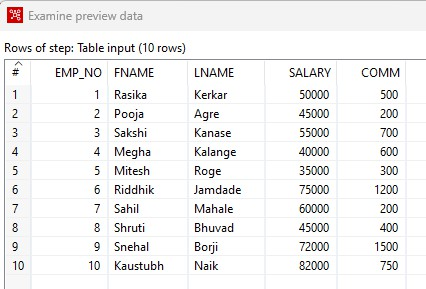 Examine preview data
Rows of step: Table input (10 rows)
# EMP_NO FNAME LNAME SALARY COMM
1 1 Rasika Kerkar 50000 500
2 2 Pooja Agre 45000 200
3 3 Sakshi Kanase 55000 700
4 4 Megha Kalange 40000 600
5 5 Mitesh Roge 35000 300
6 6 Riddhik Jamdade 75000 1200
7 7 Sahil Mahale 60000 200
8 8 Shruti Bhuvad 45000 400
9 9 Snehal Borji 72000 1500
10 10 Kaustubh Naik 82000 750